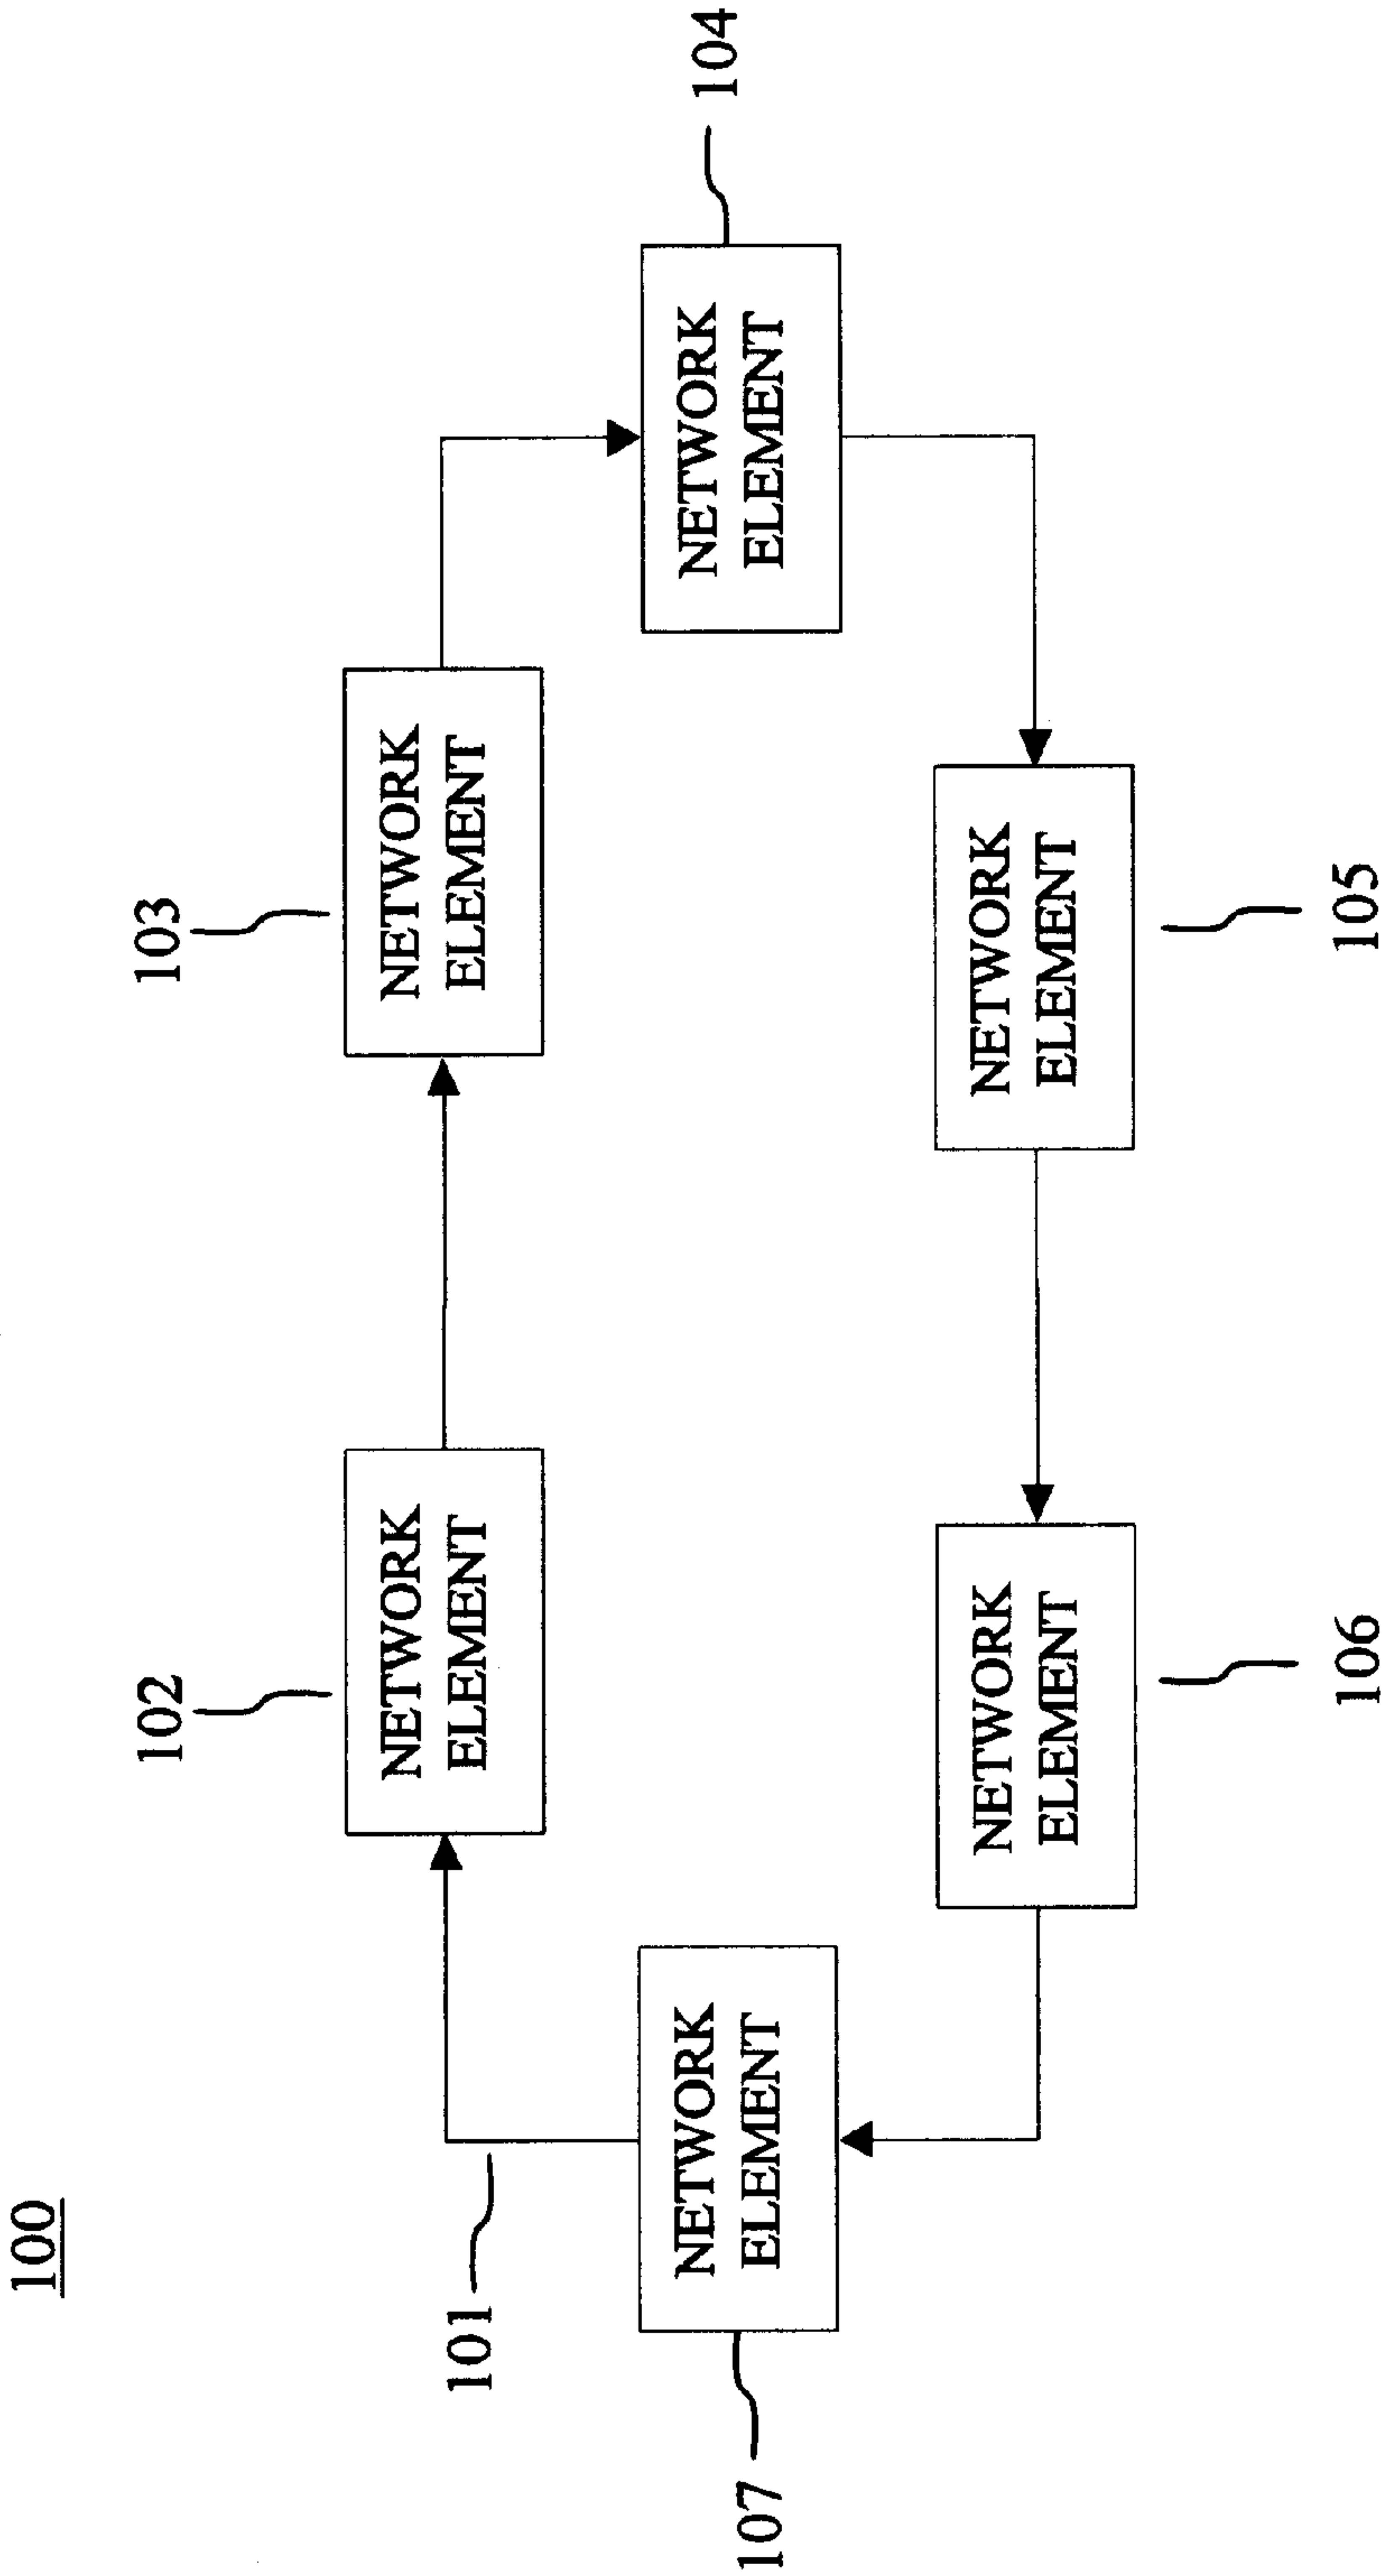 100
102
103
NETWORK
ELEMENT
NETWORK
ELEMENT
101
107
NETWORK
ELEMENT
NETWORK
ELEMENT
104
NETWORK
ELEMENT
NETWORK
ELEMENT
106
105